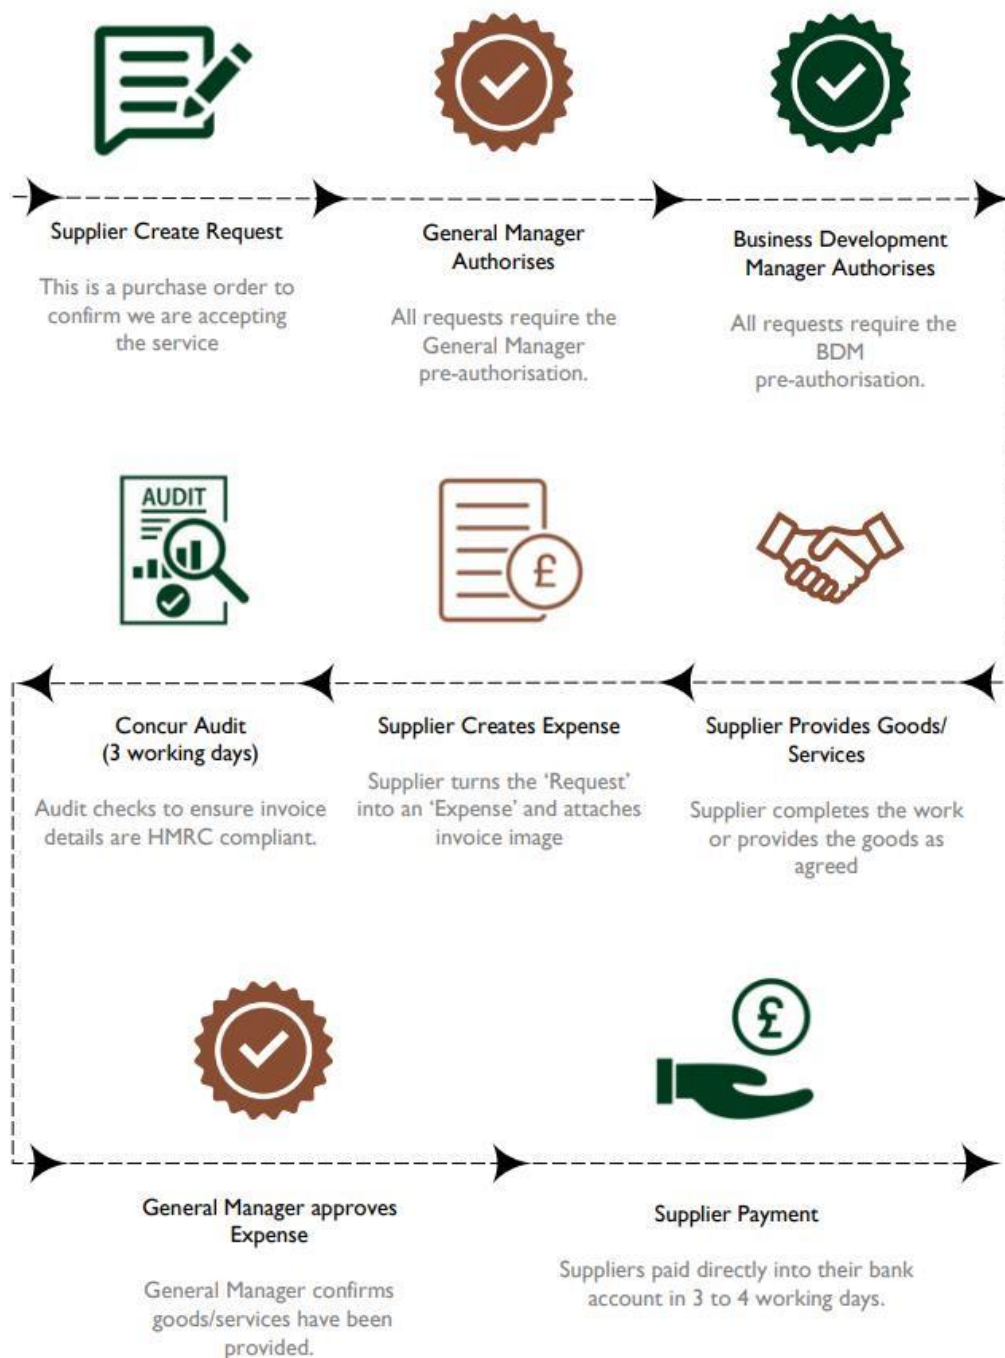 Supplier Create Request
This is a purchase order to
confirm we are accepting
the service
General Manager
Authorises
All requests require the
General Manager
pre-authorisation.
Business Development
Manager Authorises
All requests require the
BDM
pre-authorisation.
£
Supplier Provides Goods/
Services
Supplier completes the work
or provides the goods as
agreed
Supplier Creates Expense
Supplier turns the ‘Request’
into an ‘Expense’ and attaches
invoice image
AUDIT
Concur Audit
(3 working days)
Audit checks to ensure invoice
details are HMRC compliant.
General Manager approves
Expense
General Manager confirms
goods/services have been
provided.
£
Supplier Payment
Suppliers paid directly into their bank
account in 3 to 4 working days.